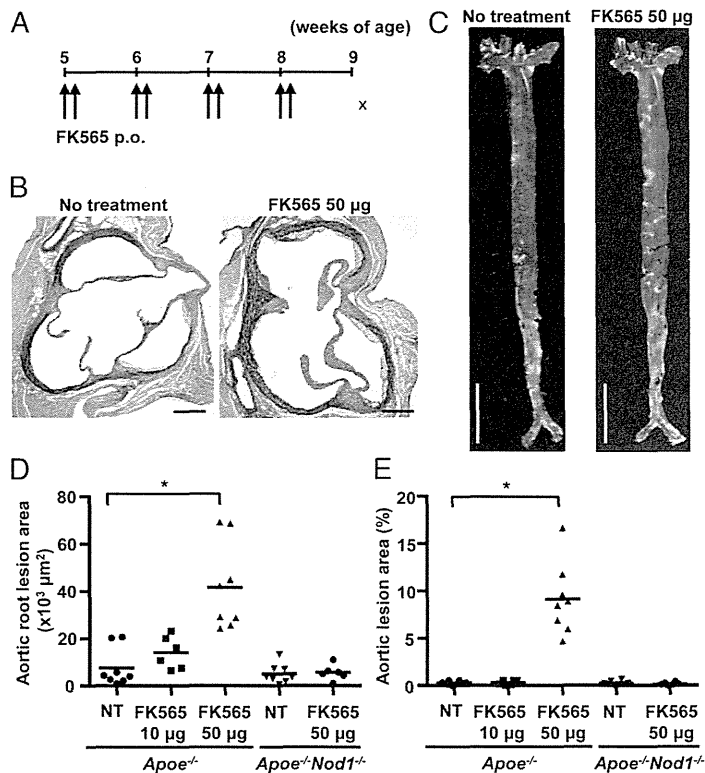 A
(weeks of age)
5 6 7 8 9
x
FK565 p.o.
B
No treatment
FK565 50 µg
C
No treatment
FK565 50 µg
D
Aortic root lesion area
(x10³ µm²)
80
60
40
20
0
*
NT
FK565
10 µg
FK565
50 µg
NT
FK565
50 µg
Apoe-/-
Apoe-/-Nod1-/-
E
Aortic lesion area (%)
20
15
10
5
0
*
NT
FK565
10 µg
FK565
50 µg
NT
FK565
50 µg
Apoe-/-
Apoe-/-Nod1-/-